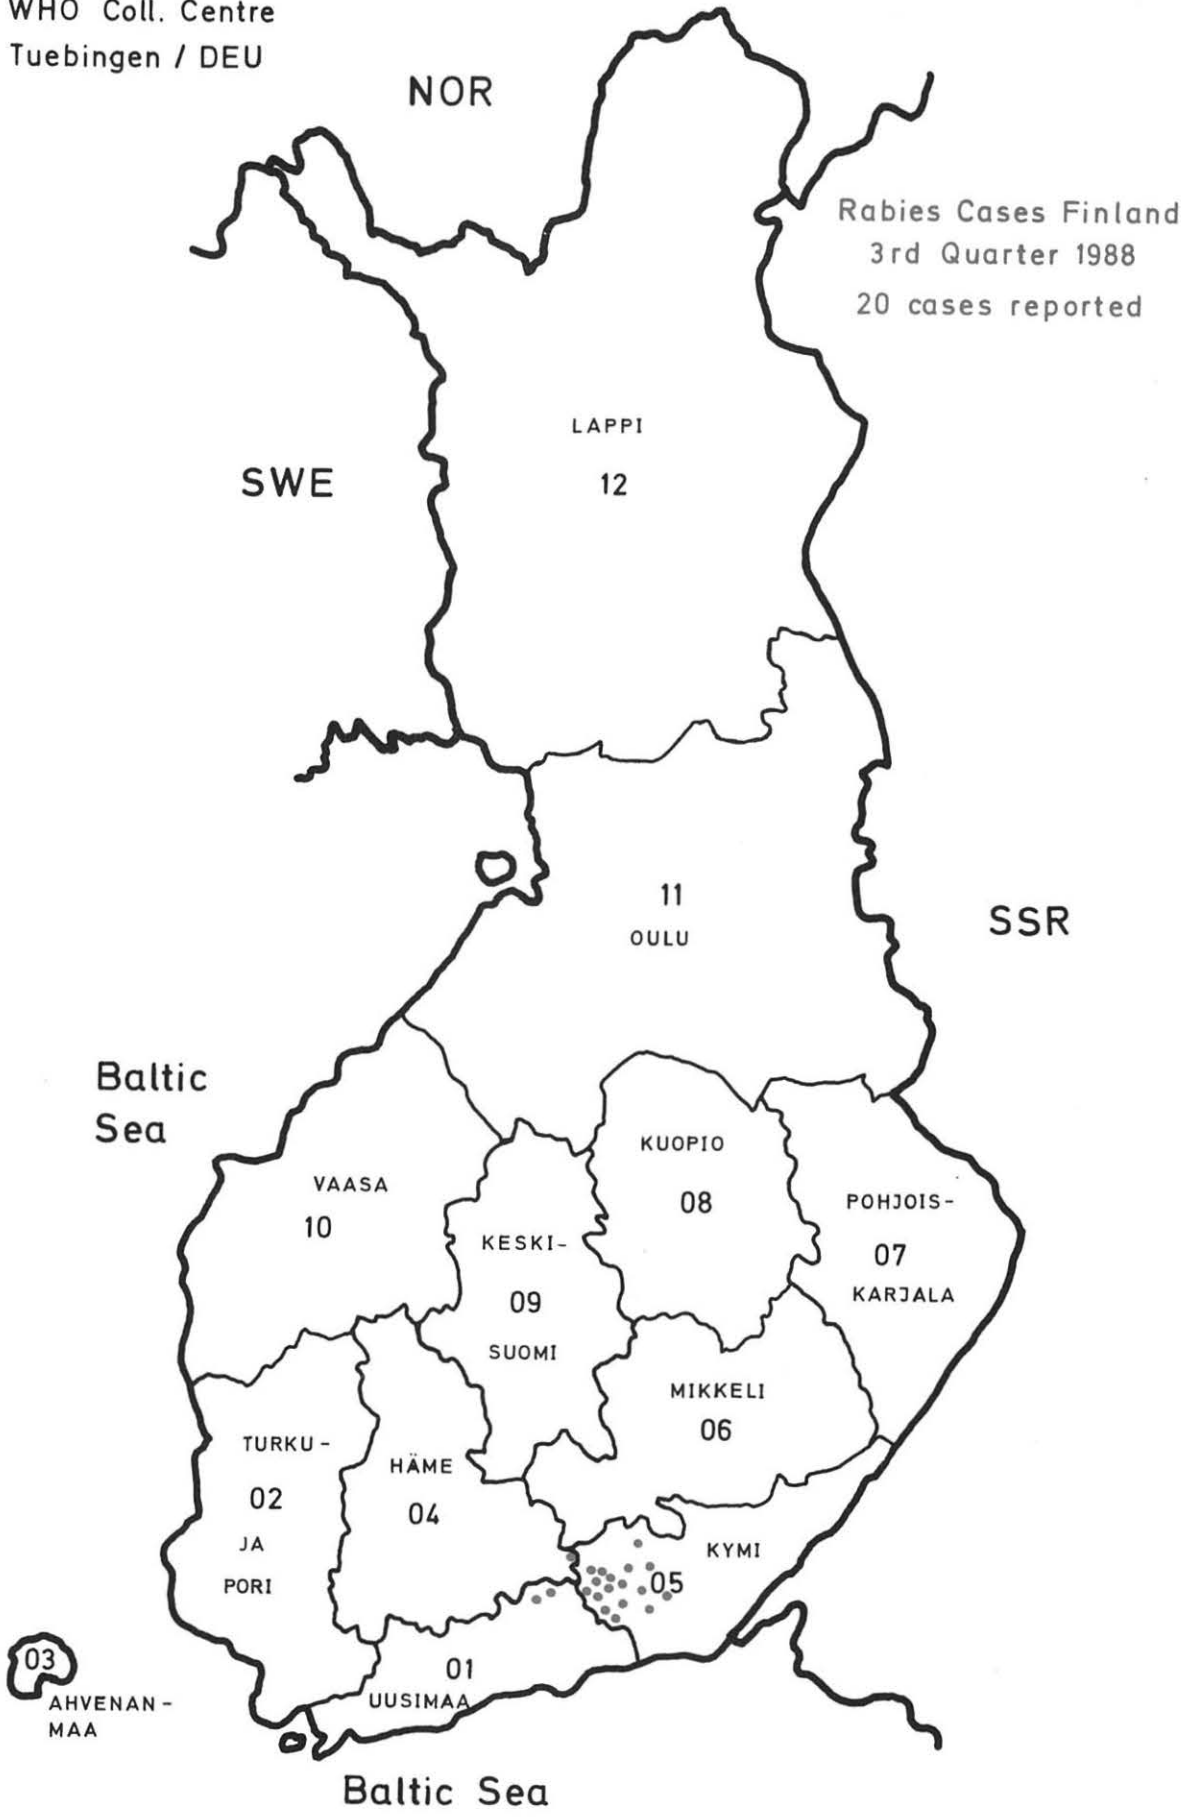 WHO Coll. Centre
Tuebingen / DEU
NOR
Rabies Cases Finland
3rd Quarter 1988
20 cases reported
LAPPI
12
SWE
11
OULU
SSR
Baltic
Sea
KUOPIO
08
VAASA
10
POHJOIS-
07
KARJALA
KESKI-
09
SUOMI
MIKKELI
06
TURKU-
02
JA
PORI
HÄME
04
KYMI
05
03
AHVENAN-
MAA
01
UUSIMAA
Baltic Sea